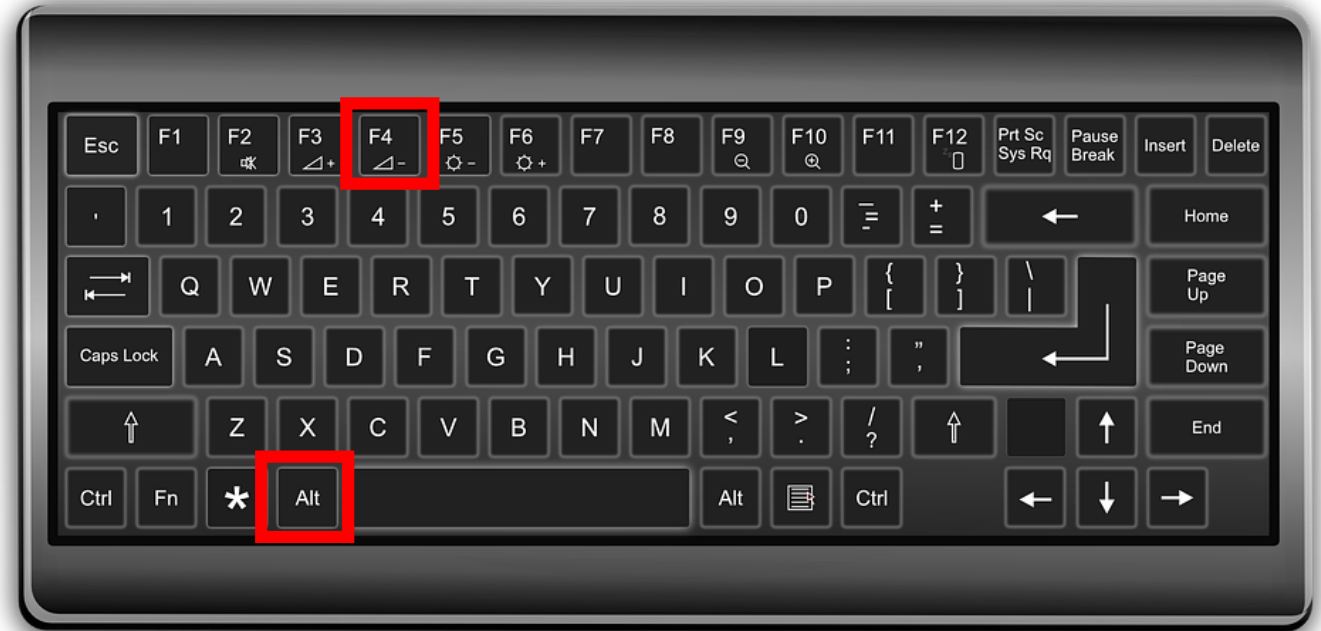 Esc F1 F2 F3 + F4 - F5 - F6 + F7 F8 F9 F10 F11 F12 Prt Sc Sys Rq Pause Break Insert Delete
' 1 2 3 4 5 6 7 8 9 0 _ = - + = ← Home
Q W E R T Y U I O P { [ } ] \ | Page Up
Caps Lock A S D F G H J K L : ; " , ← Page Down
⇧ Z X C V B N M < , > . / ? ⇧ ↑ End
Ctrl Fn * Alt Alt Ctrl ← ↓ →